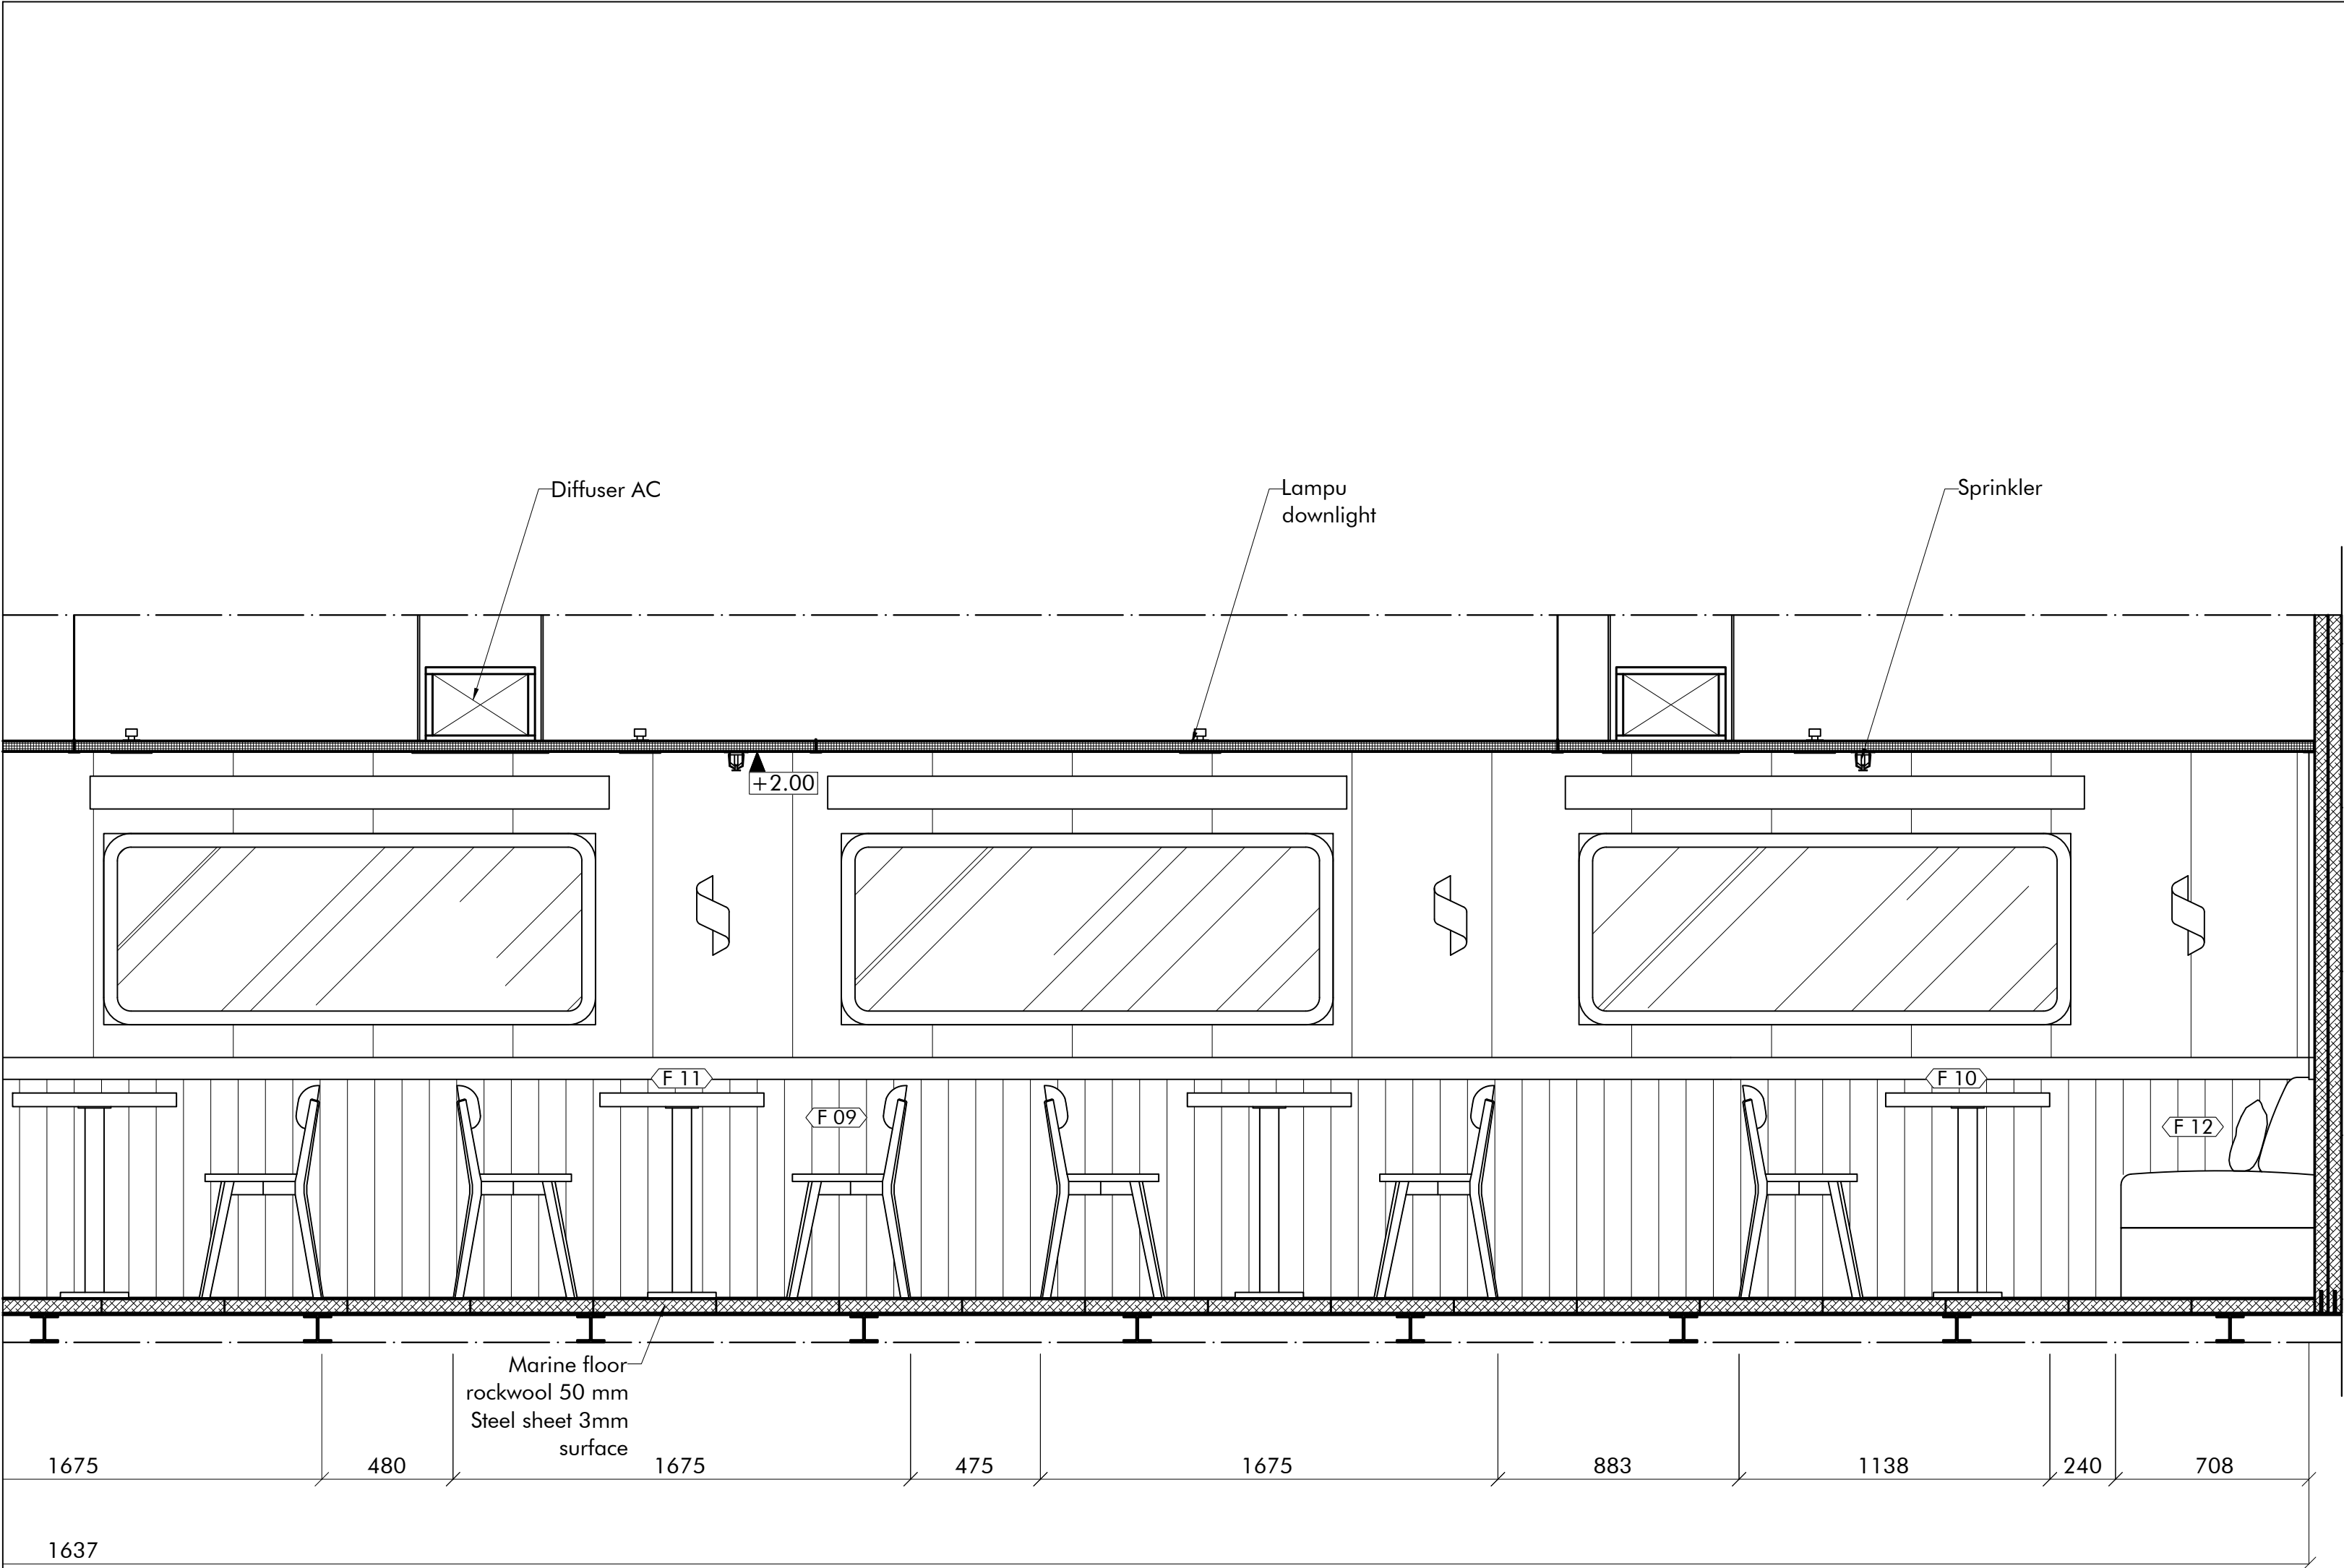 Diffuser AC
Lampu
downlight
Sprinkler
+2.00
F 11
F 10
F 09
F 12
Marine floor
rockwool 50 mm
Steel sheet 3mm
surface
1675
480
1675
475
1675
883
1138
240
708
1637